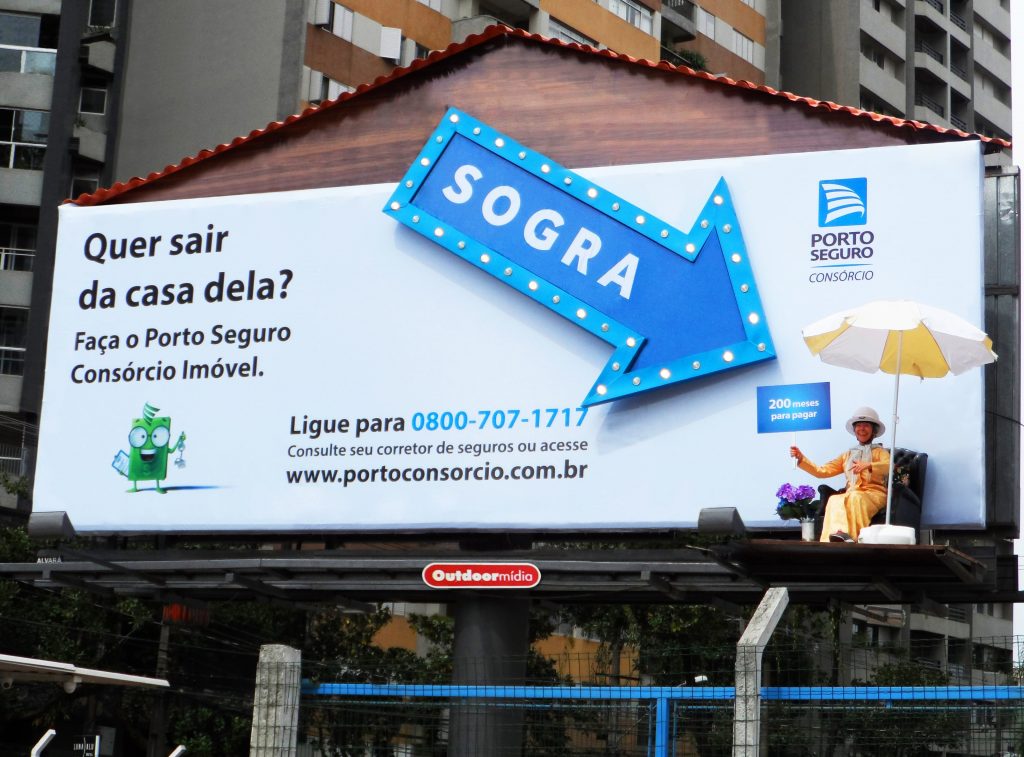 Quer sair
da casa dela?
Faça o Porto Seguro
Consórcio Imóvel.
SOGRA
PORTO
SEGURO
CONSÓRCIO
200 meses
para pagar
Ligue para 0800-707-1717
Consulte seu corretor de seguros ou acesse
www.portoconsorcio.com.br
ALVARÁ
Outdoormídia